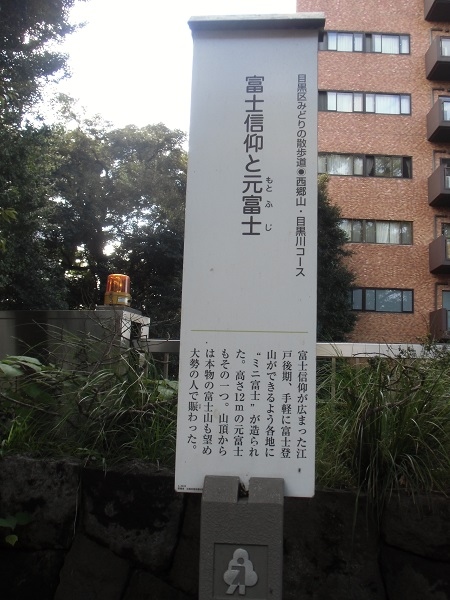 目黒区みどりの散歩道●西郷山・目黒川コース
富士信仰と元富士
もとふじ
富士信仰が広まった江
戸後期、手軽に富士登
山ができるよう各地に
“ミニ富士”が造られ
た。高さ12mの元富士
もその一つ。山頂から
は本物の富士山も望め
大勢の人で賑わった。